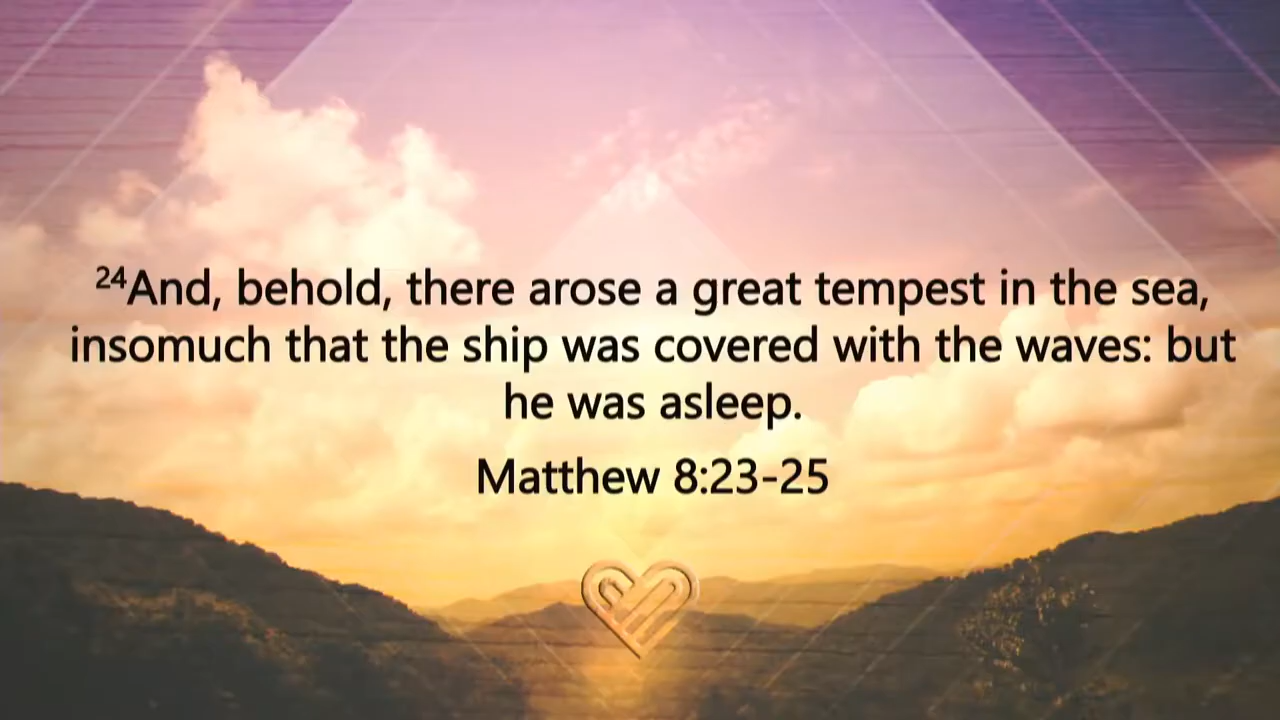 24And, behold, there arose a great tempest in the sea,
insomuch that the ship was covered with the waves: but
he was asleep.
Matthew 8:23-25